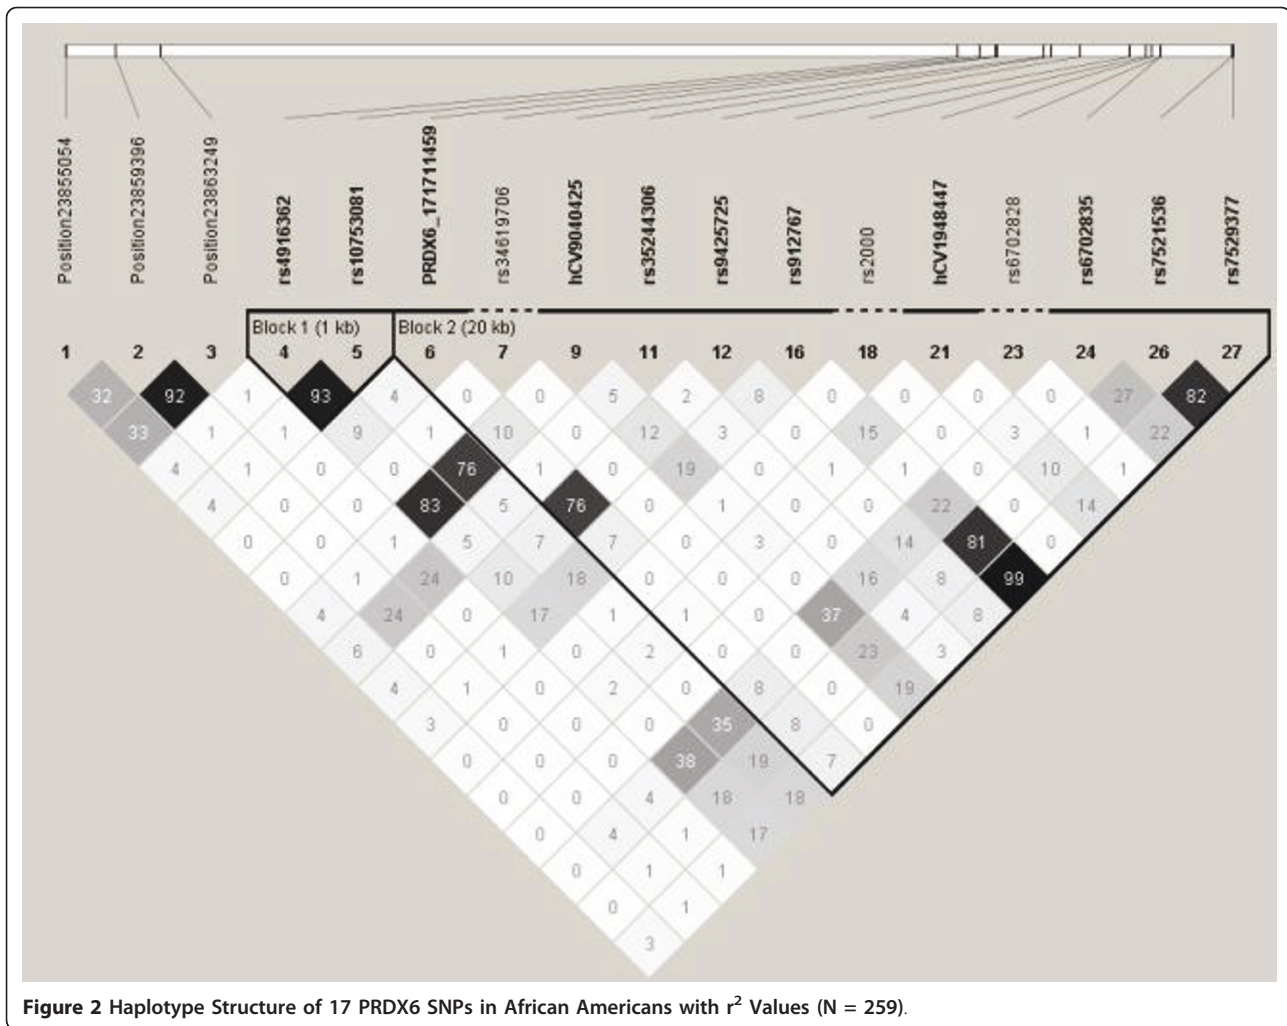 Position23855054
Position23859396
Position23863249
rs4916362
rs10753081
PRDX6_171711459
rs34619706
hCV9040425
rs35244306
rs9425725
rs912767
rs2000
hCV1948447
rs6702828
rs6702835
rs7521536
rs7529377
Block 1 (1 kb) Block 2 (20 kb)
1 2 3 4 5 6 7 9 11 12 16 18 21 23 24 26 27
32 92 1 93 4 0 0 5 2 8 0 0 0 0 27 82
33 1 1 9 1 10 0 12 3 0 15 0 3 1 22
4 1 0 0 76 1 0 19 0 1 1 0 10 1
4 0 0 83 5 76 0 1 0 0 22 0 14
0 0 1 5 7 7 0 3 0 14 81 0
0 1 24 10 18 0 0 0 16 8 99
4 24 0 17 1 1 0 37 4 8
6 0 1 0 2 0 0 23 3
4 1 0 2 0 8 0 19
3 0 0 0 35 8 0
0 0 0 38 19 7
0 0 4 18 18
0 4 1 17
0 1 1
0 1
3
Figure 2 Haplotype Structure of 17 PRDX6 SNPs in African Americans with r² Values (N = 259).